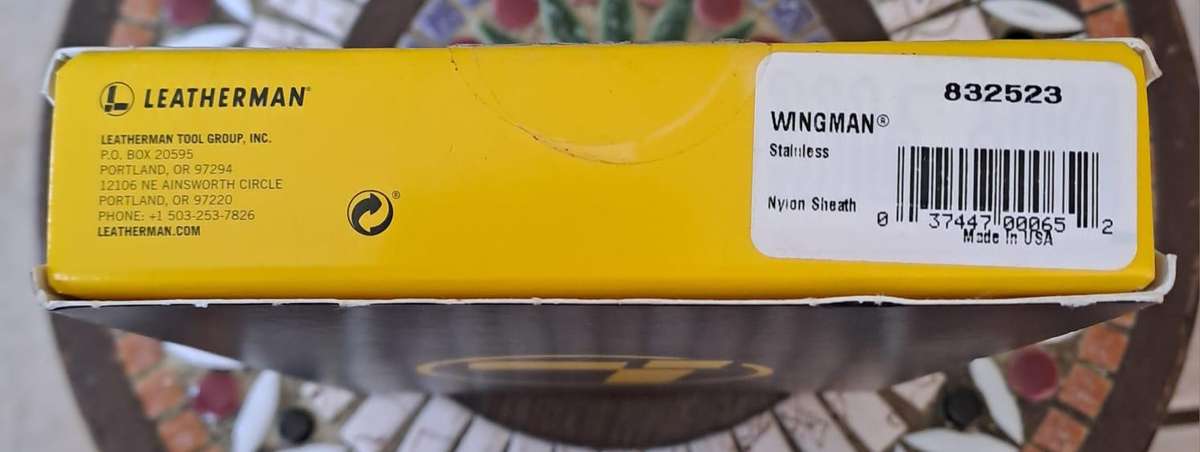 LEATHERMAN®
LEATHERMAN TOOL GROUP, INC.
P.O. BOX 20595
PORTLAND, OR 97294
12106 NE AINSWORTH CIRCLE
PORTLAND, OR 97220
PHONE: +1 503-253-7826
LEATHERMAN.COM
®
832523
WINGMAN®
Stainless
Nylon Sheath
0 37447 00065 2
Made In USA